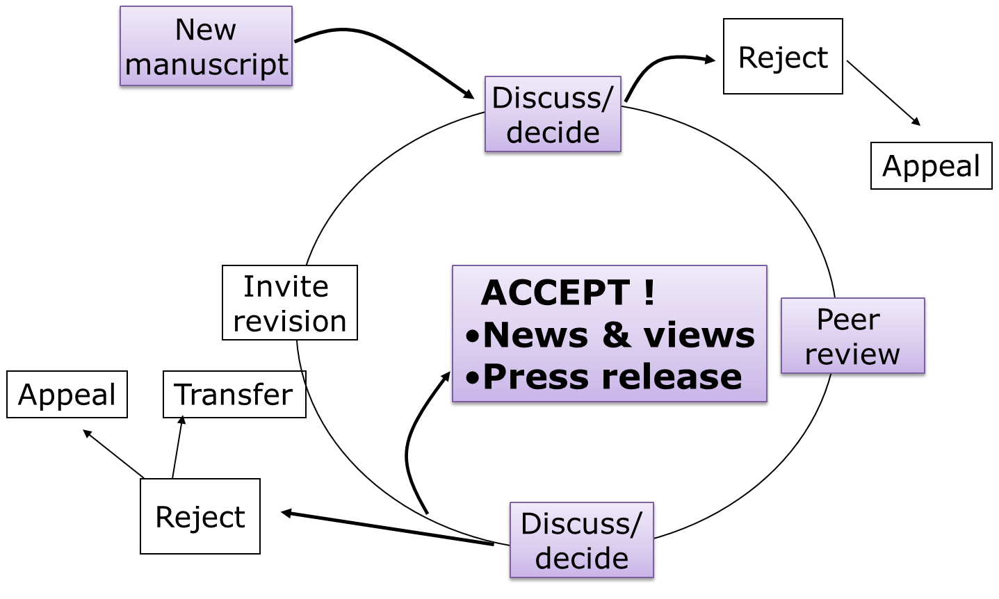 New
manuscript
Reject
Discuss/
decide
Appeal
Invite
revision
ACCEPT !
•News & views
•Press release
Peer
review
Appeal
Transfer
Reject
Discuss/
decide